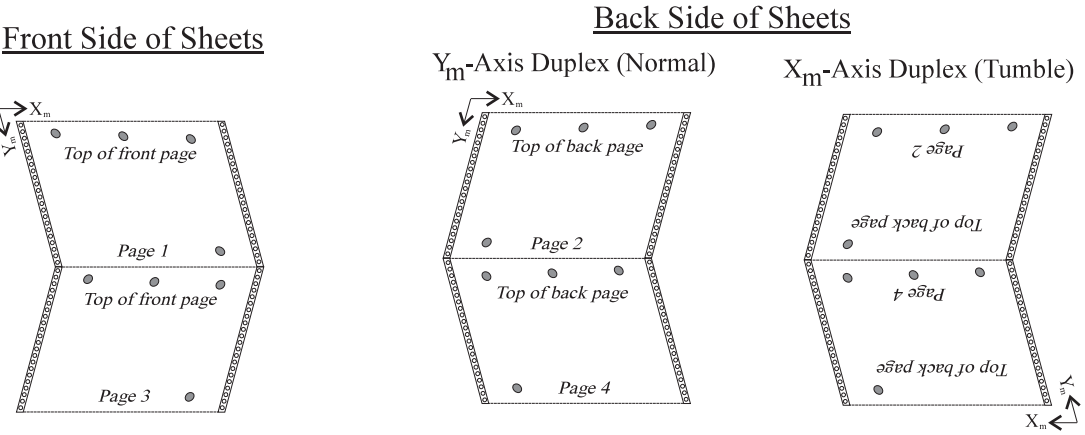 Front Side of Sheets
Xm
Ym
Top of front page
Page 1
Top of front page
Page 3
Back Side of Sheets
Ym-Axis Duplex (Normal)
Xm
Ym
Top of back page
Page 2
Top of back page
Page 4
Xm-Axis Duplex (Tumble)
Page 2
Top of back page
Page 4
Top of back page
Ym
Xm